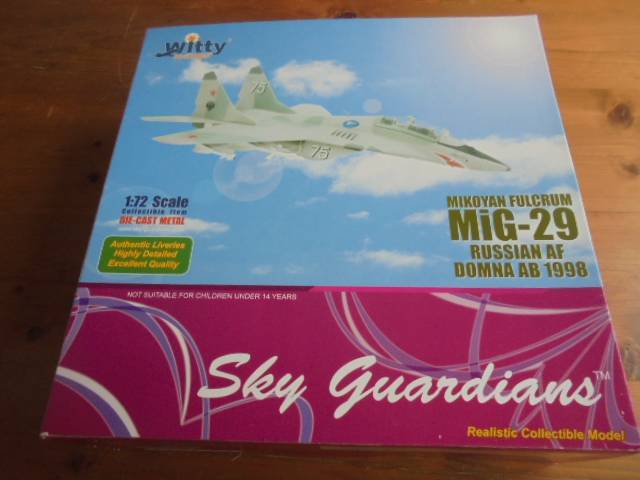 Witty
75
75
1:72 Scale
Collectible Item
DIE-CAST METAL
Authentic Liveries
Highly Detailed
Excellent Quality
MIKOYAN FULCRUM
MiG-29
RUSSIAN AF
DOMNA AB 1998
NOT SUITABLE FOR CHILDREN UNDER 14 YEARS
Sky Guardians™
Realistic Collectible Model